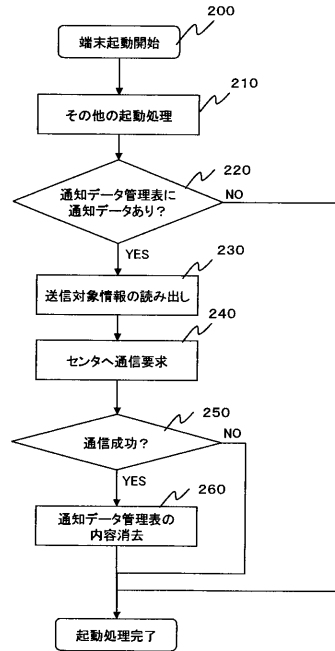 200
端末起動開始
210
その他の起動処理
220
通知データ管理表に
通知データあり？
NO
YES
230
送信対象情報の読み出し
240
センタへ通信要求
250
通信成功？
NO
YES
260
通知データ管理表の
内容消去
起動処理完了